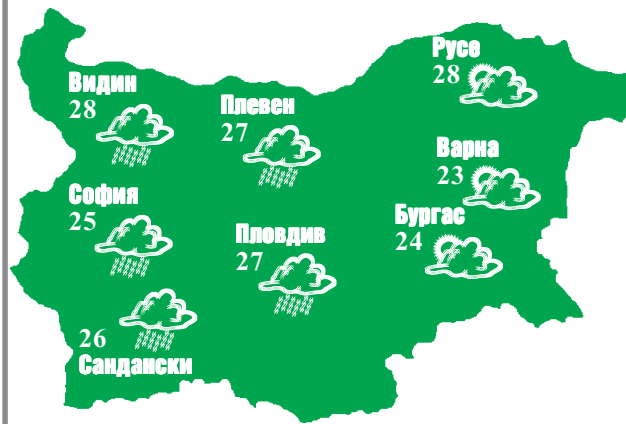 Русе
28
Видин
28
Плевен
27
Варна
23
София
25
Бургас
24
Пловдив
27
26
Сандански